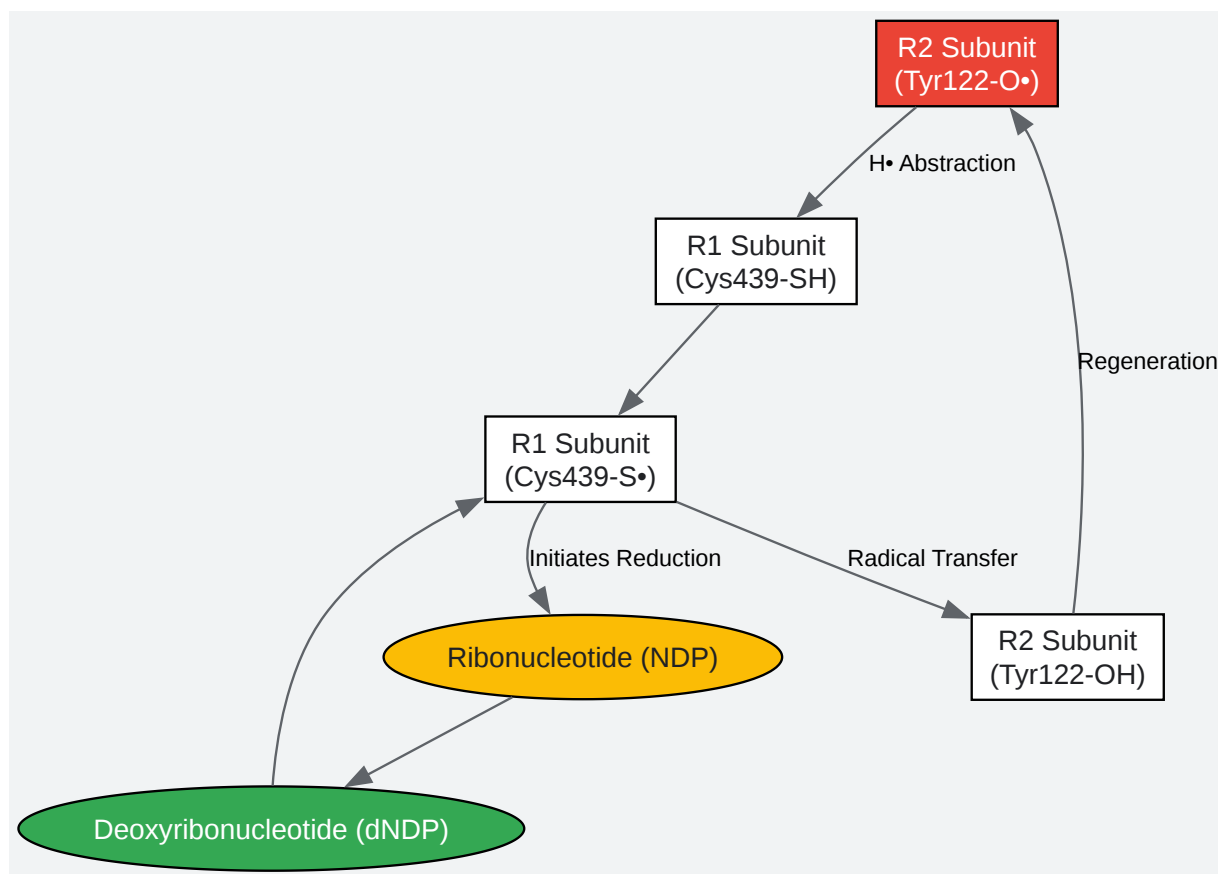 R2 Subunit
(Tyr122-O•)
H• Abstraction
R1 Subunit
(Cys439-SH)
Regeneration
R1 Subunit
(Cys439-S•)
Initiates Reduction
Radical Transfer
Ribonucleotide (NDP)
R2 Subunit
(Tyr122-OH)
Deoxyribonucleotide (dNDP)